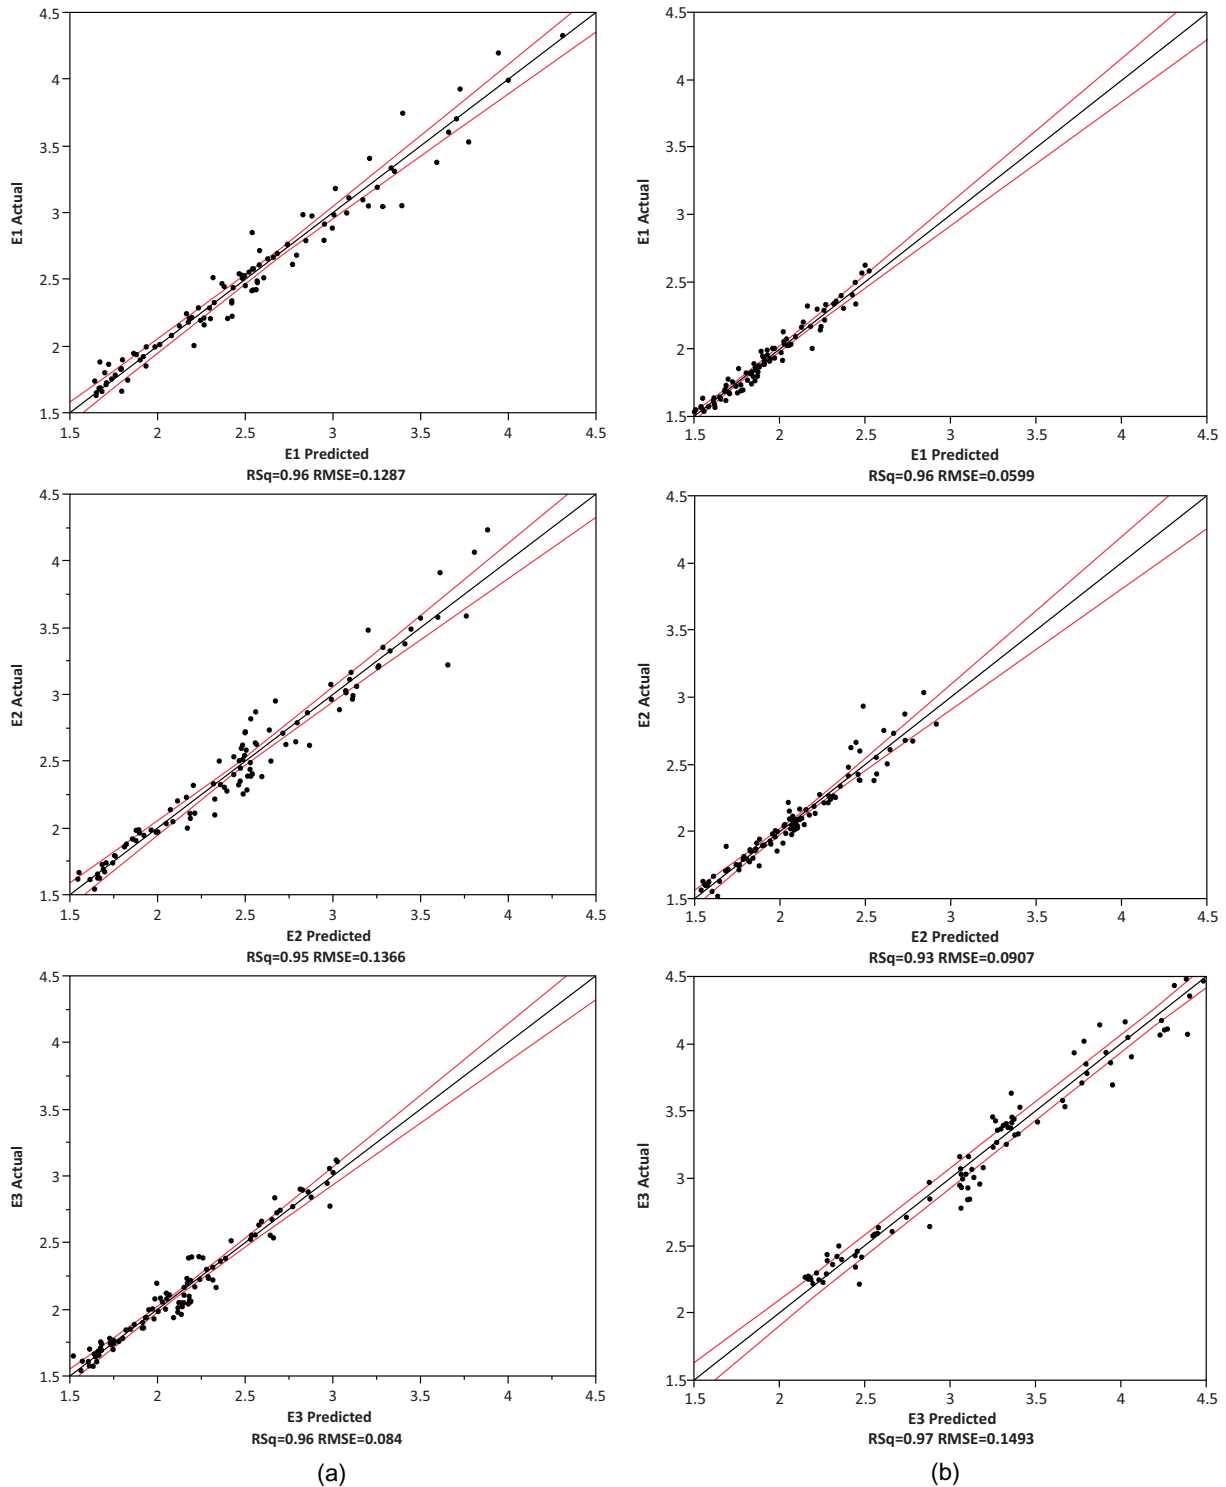 4.5
4
3.5
3
2.5
2
1.5
E1 Actual
1.5 2 2.5 3 3.5 4 4.5
E1 Predicted
RSq=0.96 RMSE=0.1287
4.5
4
3.5
3
2.5
2
1.5
E1 Actual
1.5 2 2.5 3 3.5 4 4.5
E1 Predicted
RSq=0.96 RMSE=0.0599
4.5
4
3.5
3
2.5
2
1.5
E2 Actual
1.5 2 2.5 3 3.5 4 4.5
E2 Predicted
RSq=0.95 RMSE=0.1366
4.5
4
3.5
3
2.5
2
1.5
E2 Actual
1.5 2 2.5 3 3.5 4 4.5
E2 Predicted
RSq=0.93 RMSE=0.0907
4.5
4
3.5
3
2.5
2
1.5
E3 Actual
1.5 2 2.5 3 3.5 4 4.5
E3 Predicted
RSq=0.96 RMSE=0.084
4.5
4
3.5
3
2.5
2
1.5
E3 Actual
1.5 2 2.5 3 3.5 4 4.5
E3 Predicted
RSq=0.97 RMSE=0.1493
(a)
(b)